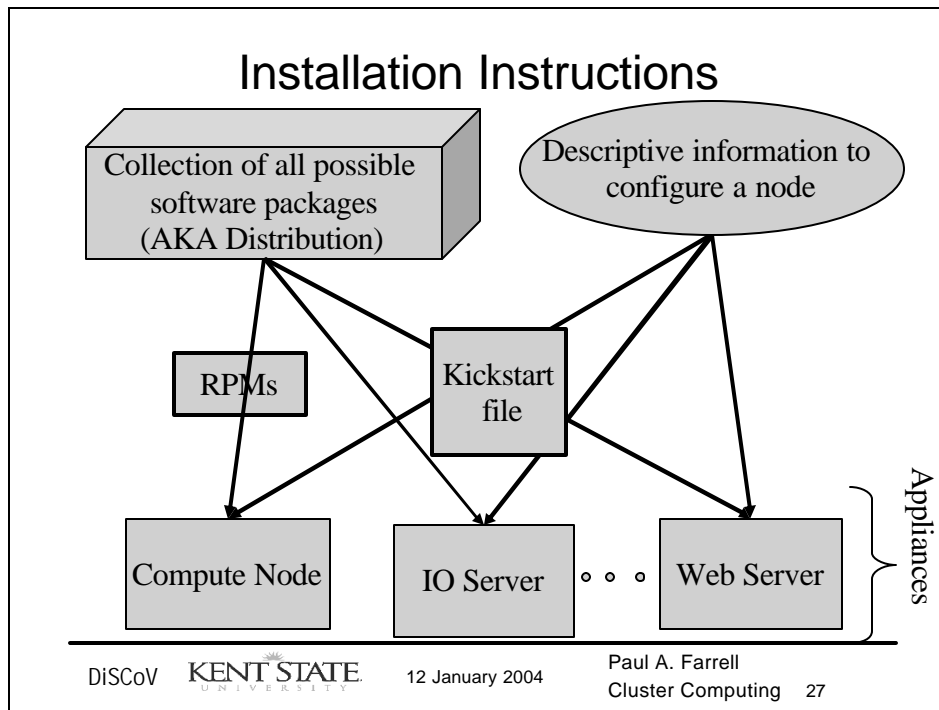 Installation Instructions
Collection of all possible
software packages
(AKA Distribution)
Descriptive information to
configure a node
RPMs
Kickstart
file
Compute Node
IO Server
Web Server
Appliances
DiSCoV
KENT STATE
UNIVERSITY
12 January 2004
Paul A. Farrell
Cluster Computing
27